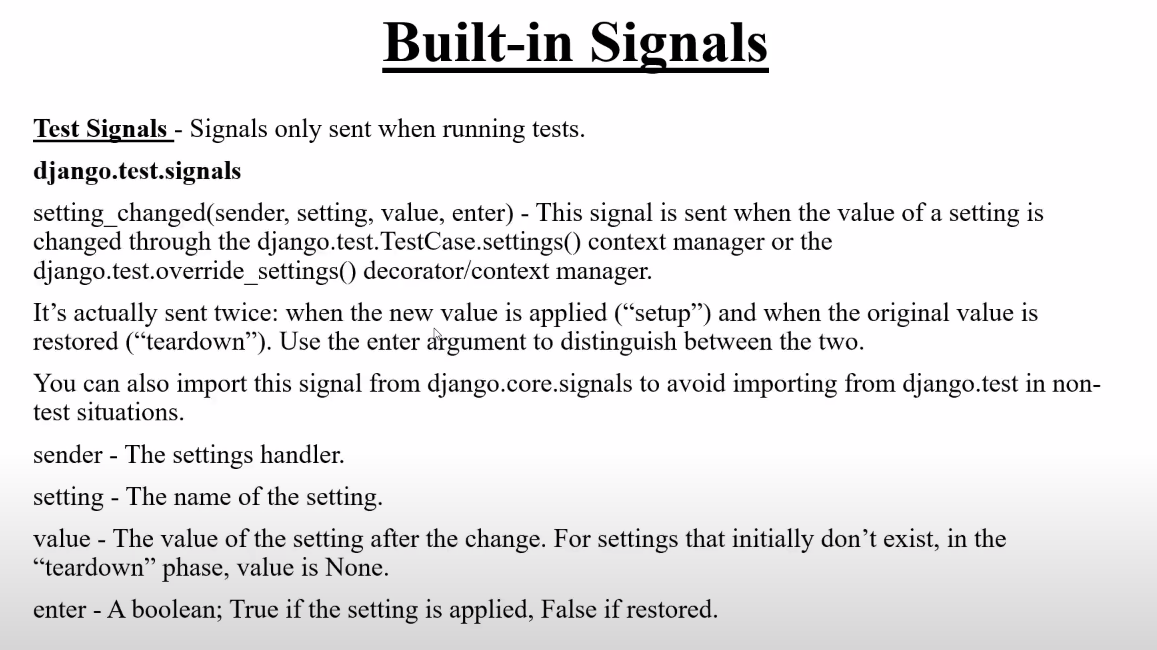 Built-in Signals
Test Signals - Signals only sent when running tests.
django.test.signals
setting_changed(sender, setting, value, enter) - This signal is sent when the value of a setting is
changed through the django.test.TestCase.settings() context manager or the
django.test.override_settings() decorator/context manager.
It’s actually sent twice: when the new value is applied (“setup”) and when the original value is
restored (“teardown”). Use the enter argument to distinguish between the two.
You can also import this signal from django.core.signals to avoid importing from django.test in non-
test situations.
sender - The settings handler.
setting - The name of the setting.
value - The value of the setting after the change. For settings that initially don’t exist, in the
“teardown” phase, value is None.
enter - A boolean; True if the setting is applied, False if restored.